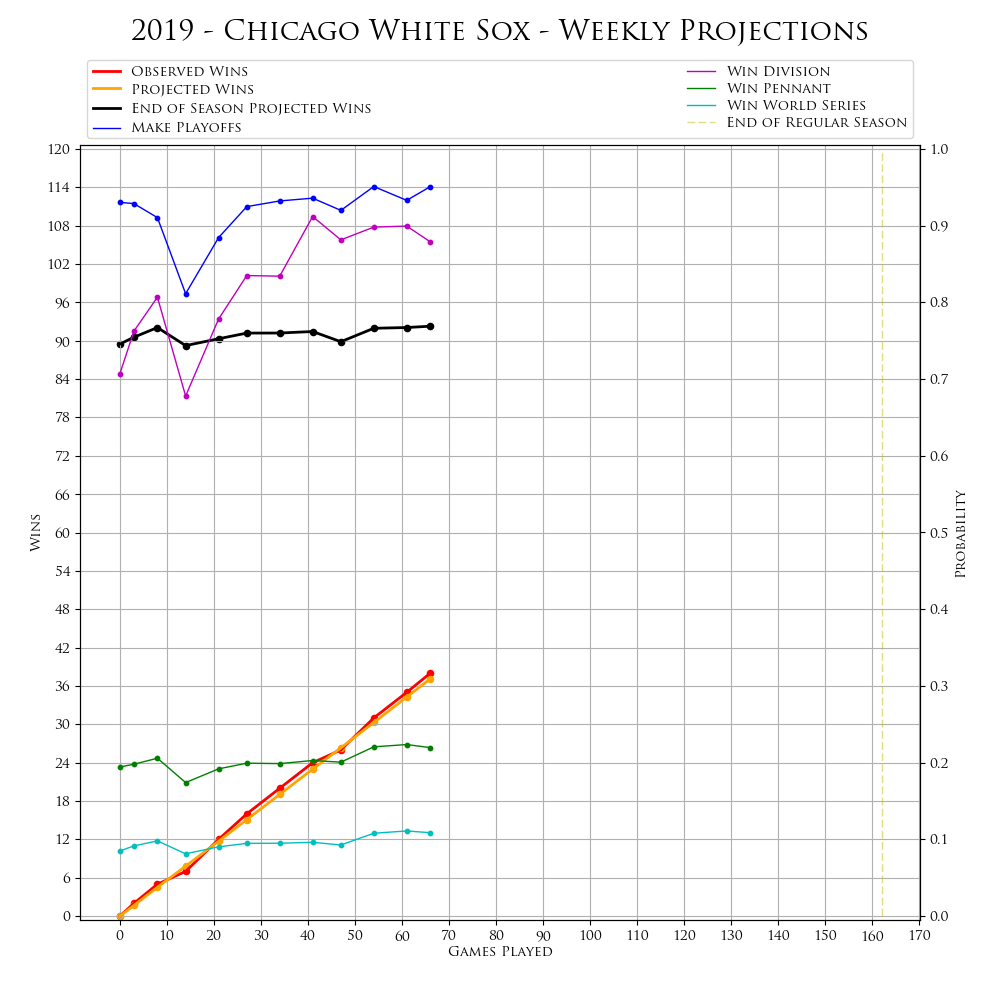 2019 - Chicago White Sox - Weekly Projections
Observed Wins
Projected Wins
End of Season Projected Wins
Make Playoffs
Win Division
Win Pennant
Win World Series
End of Regular Season
120
114
108
102
96
90
84
78
72
66
60
54
48
42
36
30
24
18
12
6
0
Wins
1.0
0.9
0.8
0.7
0.6
0.5
0.4
0.3
0.2
0.1
0.0
Probability
0 10 20 30 40 50 60 70 80 90 100 110 120 130 140 150 160 170
Games Played